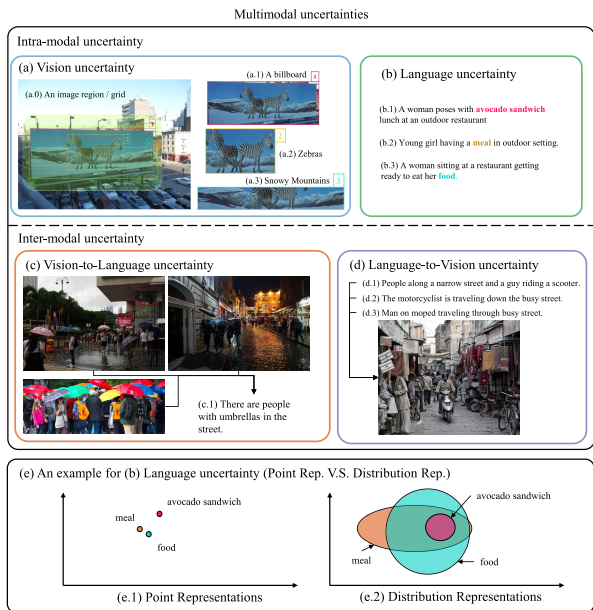 Multimodal uncertainties
Intra-modal uncertainty
(a) Vision uncertainty
(a.0) An image region / grid
(a.1) A billboard
1
2
(a.2) Zebras
(a.3) Snowy Mountains
3
(b) Language uncertainty
(b.1) A woman poses with avocado sandwich
lunch at an outdoor restaurant
(b.2) Young girl having a meal in outdoor setting.
(b.3) A woman sitting at a restaurant getting
ready to eat her food.
Inter-modal uncertainty
(c) Vision-to-Language uncertainty
(c.1) There are people
with umbrellas in the
street.
(d) Language-to-Vision uncertainty
(d.1) People along a narrow street and a guy riding a scooter.
(d.2) The motorcyclist is traveling down the busy street.
(d.3) Man on moped traveling through busy street.
(e) An example for (b) Language uncertainty (Point Rep. V.S. Distribution Rep.)
avocado sandwich
meal
food
(e.1) Point Representations
avocado sandwich
meal
food
(e.2) Distribution Representations